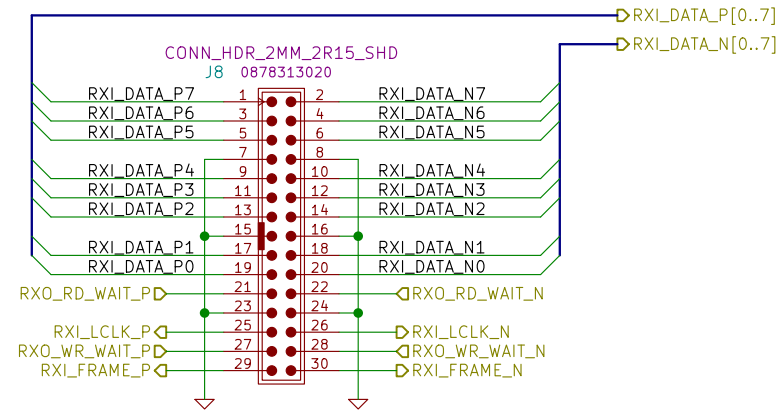 RXI_DATA_P[0..7]
RXI_DATA_N[0..7]
CONN_HDR_2MM_2R15_SHD
J8 0878313020
RXI_DATA_P7 1 2 RXI_DATA_N7
RXI_DATA_P6 3 4 RXI_DATA_N6
RXI_DATA_P5 5 6 RXI_DATA_N5
7 8
RXI_DATA_P4 9 10 RXI_DATA_N4
RXI_DATA_P3 11 12 RXI_DATA_N3
RXI_DATA_P2 13 14 RXI_DATA_N2
15 16
RXI_DATA_P1 17 18 RXI_DATA_N1
RXI_DATA_P0 19 20 RXI_DATA_N0
RXO_RD_WAIT_P 21 22 RXO_RD_WAIT_N
23 24
RXI_LCLK_P 25 26 RXI_LCLK_N
RXO_WR_WAIT_P 27 28 RXO_WR_WAIT_N
RXI_FRAME_P 29 30 RXI_FRAME_N